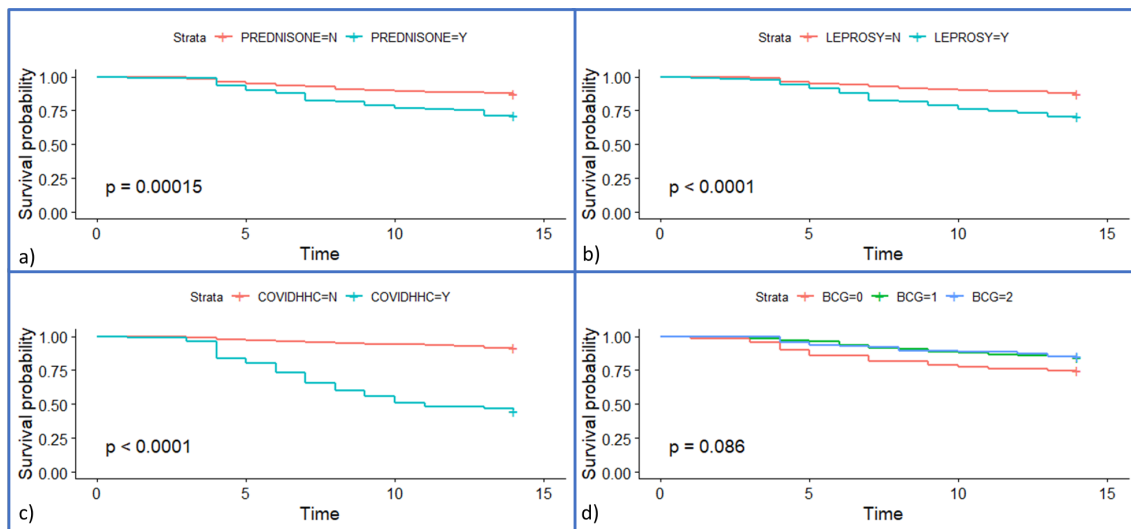 Strata PREDNISONE=N PREDNISONE=Y
Survival probability
1.00
0.75
0.50
0.25
0.00
p = 0.00015
0 5 10 15
Time
a)
Strata LEPROSY=N LEPROSY=Y
Survival probability
1.00
0.75
0.50
0.25
0.00
p < 0.0001
0 5 10 15
Time
b)
Strata COVIDHHC=N COVIDHHC=Y
Survival probability
1.00
0.75
0.50
0.25
0.00
p < 0.0001
0 5 10 15
Time
c)
Strata BCG=0 BCG=1 BCG=2
Survival probability
1.00
0.75
0.50
0.25
0.00
p = 0.086
0 5 10 15
Time
d)